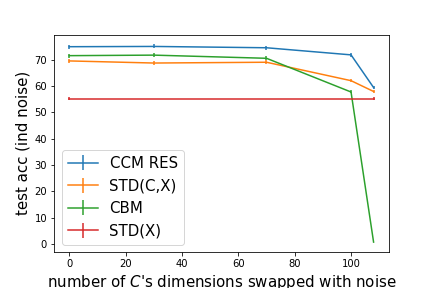 test acc (ind noise)
70
60
50
40
30
20
10
0
CCM RES
STD(C,X)
CBM
STD(X)
0 20 40 60 80 100
number of C's dimensions swapped with noise